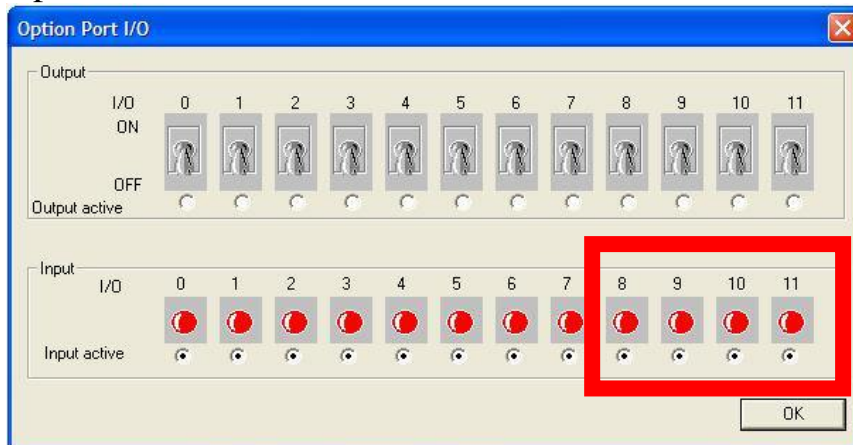 Option Port I/O
Output
I/O 0 1 2 3 4 5 6 7 8 9 10 11
ON
OFF
Output active
Input
I/O 0 1 2 3 4 5 6 7 8 9 10 11
Input active
OK